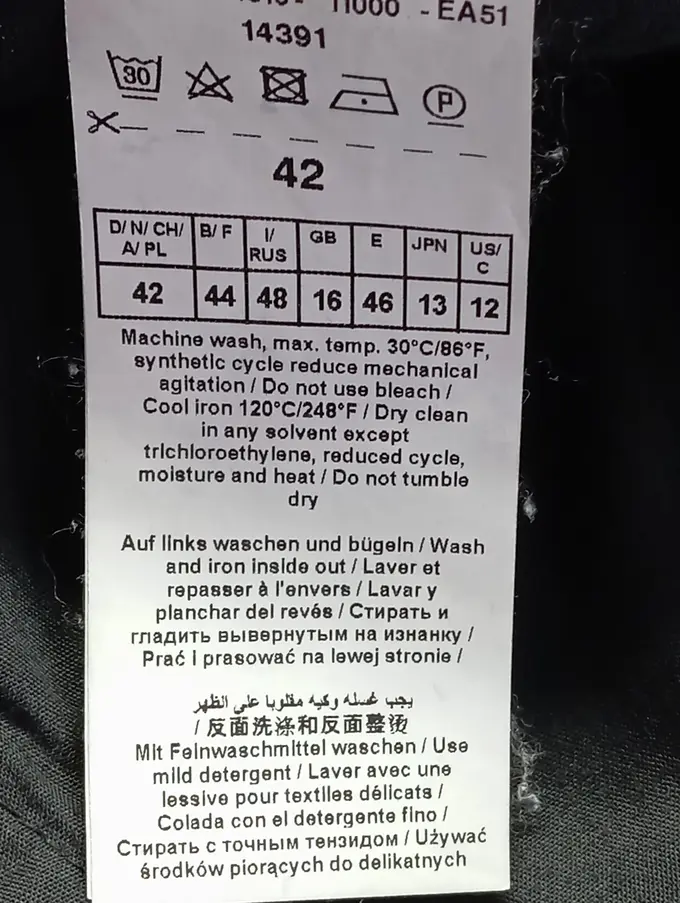 11000 - EA51
14391
30 P
42
D/ N/ CH/ A/ PL B/ F I/ RUS GB E JPN US/ C
42 44 48 16 46 13 12
Machine wash, max. temp. 30°C/86°F,
synthetic cycle reduce mechanical
agitation / Do not use bleach /
Cool iron 120°C/248°F / Dry clean
in any solvent except
trichloroethylene, reduced cycle,
moisture and heat / Do not tumble
dry
Auf links waschen und bügeln / Wash
and iron inside out / Laver et
repasser à l'envers / Lavar y
planchar del revés / Стирать и
гладить вывернутым на изнанку /
Prać i prasować na lewej stronie /
يجب غسله وكيه مقلوبا على الظهر
/ 反面洗涤和反面整烫
Mit Feinwaschmittel waschen / Use
mild detergent / Laver avec une
lessive pour textiles délicats /
Colada con el detergente fino /
Стирать с точным тензидом / Używać
środków piorących do delikatnych